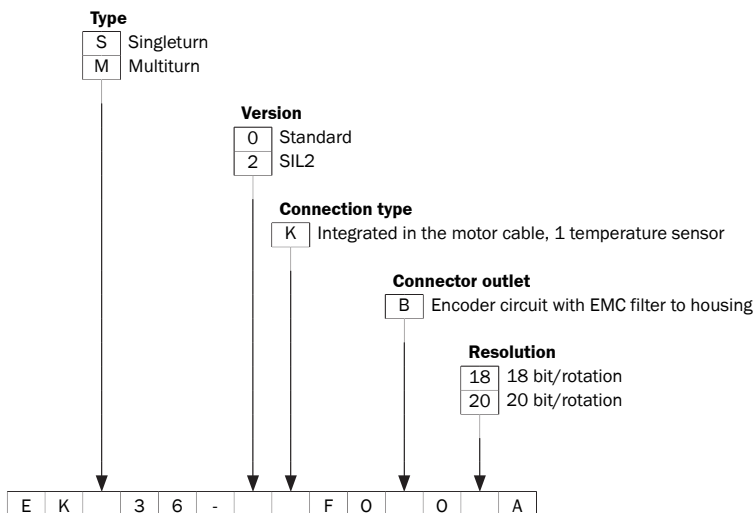 Type
S Singleturn
M Multiturn
Version
0 Standard
2 SIL2
Connection type
K Integrated in the motor cable, 1 temperature sensor
Connector outlet
B Encoder circuit with EMC filter to housing
Resolution
18 18 bit/rotation
20 20 bit/rotation
E K 3 6 - F 0 0 A